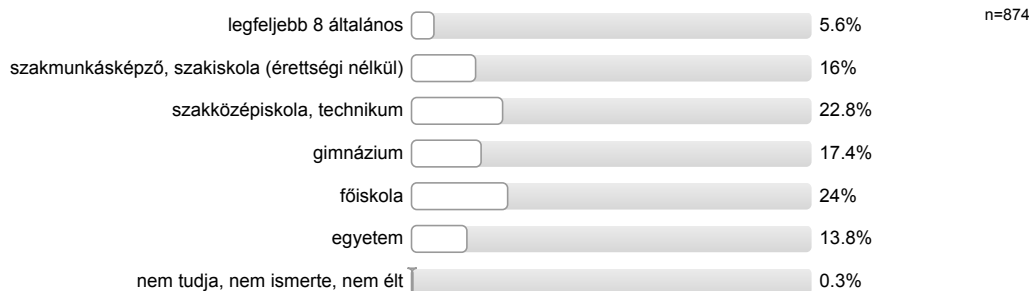 legfeljebb 8 általános 5.6% n=874
szakmunkásképző, szakiskola (érettségi nélkül) 16%
szakközépiskola, technikum 22.8%
gimnázium 17.4%
főiskola 24%
egyetem 13.8%
nem tudja, nem ismerte, nem élt 0.3%